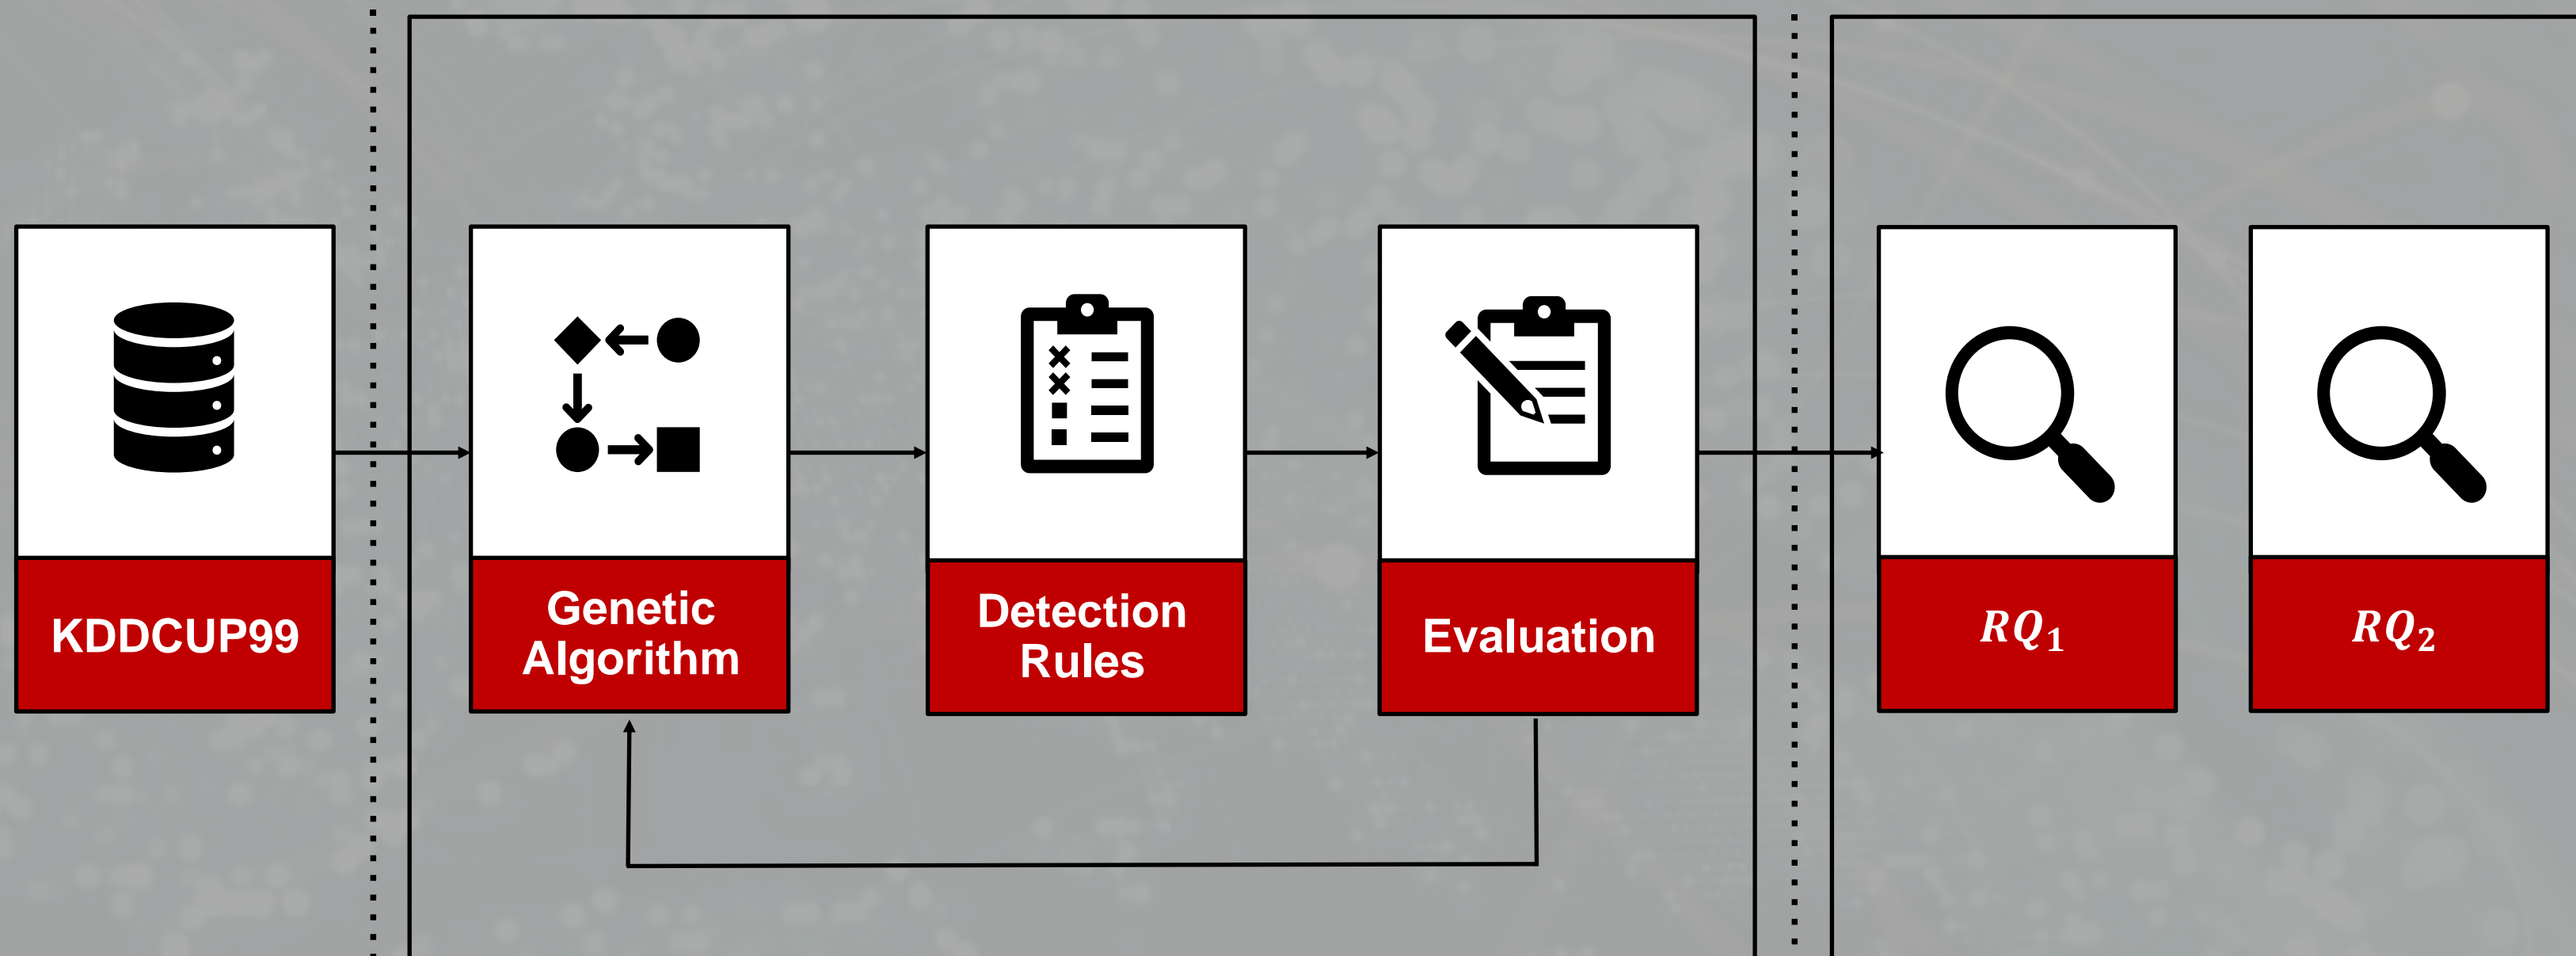 KDDCUP99
Genetic
Algorithm
Detection
Rules
Evaluation
RQ₁
RQ₂